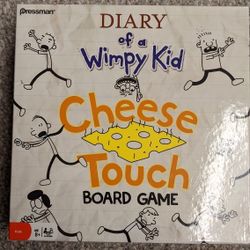 Pressman
DIARY
of a
Wimpy Kid
Cheese
Touch
BOARD GAME